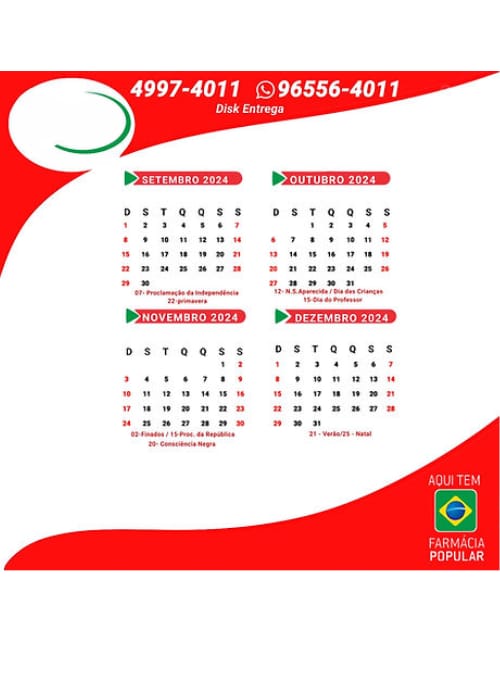 4997-4011 96556-4011
Disk Entrega
SETEMBRO 2024
D S T Q Q S S
1 2 3 4 5 6 7
8 9 10 11 12 13 14
15 16 17 18 19 20 21
22 23 24 25 26 27 28
29 30
07- Proclamação da Independência
22-primavera
OUTUBRO 2024
D S T Q Q S S
1 2 3 4 5
6 7 8 9 10 11 12
13 14 15 16 17 18 19
20 21 22 23 24 25 26
27 28 29 30 31
12- N.S.Aparecida / Dia das Crianças
15-Dia do Professor
NOVEMBRO 2024
D S T Q Q S S
1 2
3 4 5 6 7 8 9
10 11 12 13 14 15 16
17 18 19 20 21 22 23
24 25 26 27 28 29 30
02-Finados / 15-Proc. da República
20- Consciência Negra
DEZEMBRO 2024
D S T Q Q S S
1 2 3 4 5 6 7
8 9 10 11 12 13 14
15 16 17 18 19 20 21
22 23 24 25 26 27 28
29 30 31
21 - Verão/25 - Natal
AQUI TEM
FARMÁCIA
POPULAR